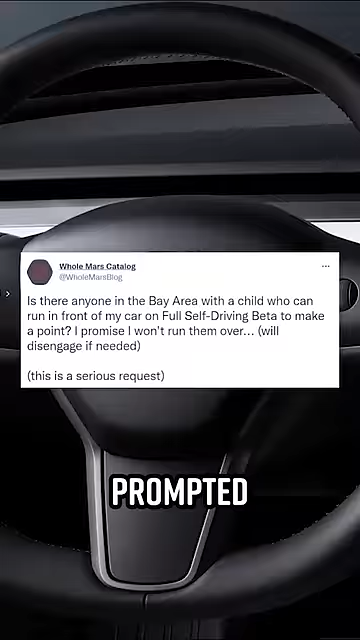 Whole Mars Catalog
@WholeMarsBlog
Is there anyone in the Bay Area with a child who can
run in front of my car on Full Self-Driving Beta to make
a point? I promise I won't run them over... (will
disengage if needed)
(this is a serious request)
PROMPTED